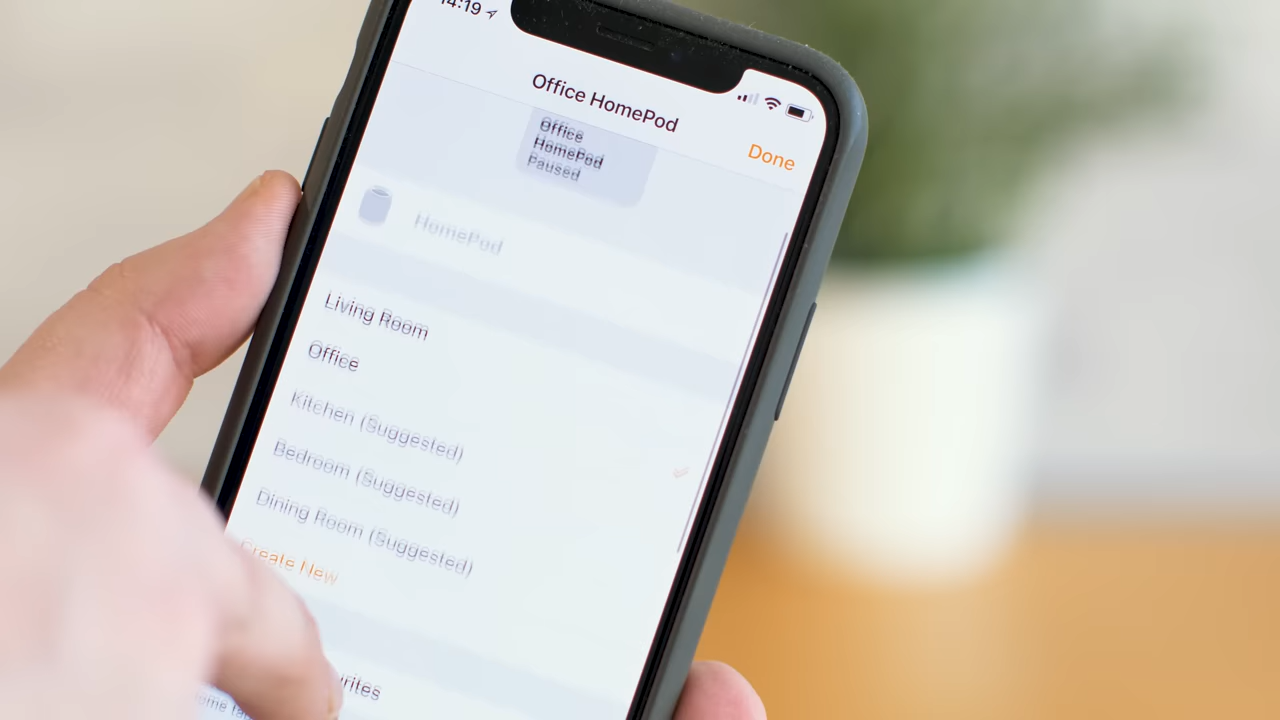 14:19
Office HomePod
Done
Office
HomePod
Paused
HomePod
Living Room
Office
Kitchen (Suggested)
Bedroom (Suggested)
Dining Room (Suggested)
Create New